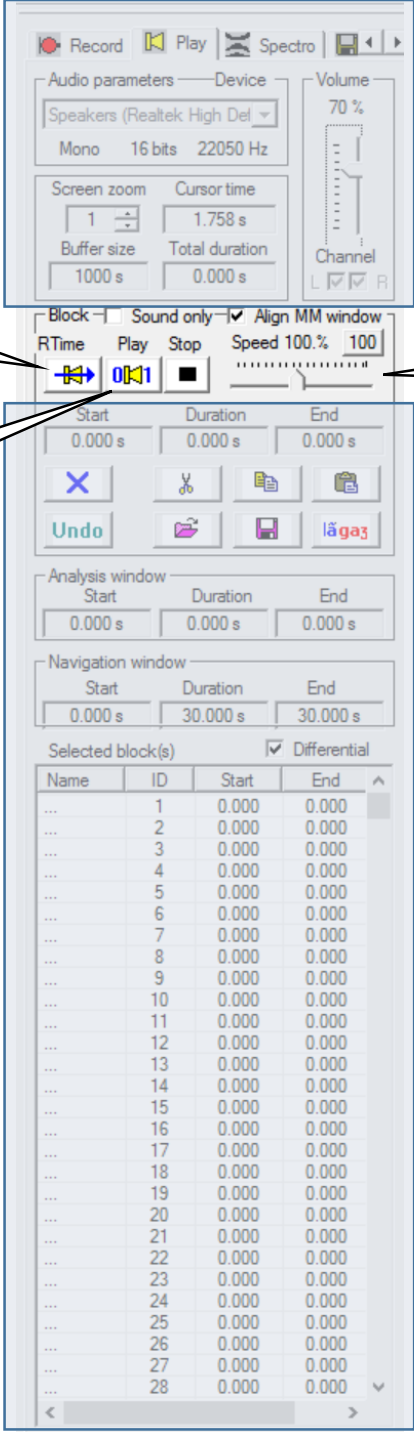 Record Play Spectro
Audio parameters Device Volume
Speakers (Realtek High Def 70 %
Mono 16 bits 22050 Hz
Screen zoom Cursor time
1 1.758 s
Buffer size Total duration Channel
1000 s 0.000 s L R
Block Sound only Align MM window
RTime Play Stop Speed 100.% 100
0 1
Start Duration End
0.000 s 0.000 s 0.000 s
Undo lãgaʒ
Analysis window
Start Duration End
0.000 s 0.000 s 0.000 s
Navigation window
Start Duration End
0.000 s 30.000 s 30.000 s
Selected block(s) Differential
Name ID Start End
... 1 0.000 0.000
... 2 0.000 0.000
... 3 0.000 0.000
... 4 0.000 0.000
... 5 0.000 0.000
... 6 0.000 0.000
... 7 0.000 0.000
... 8 0.000 0.000
... 9 0.000 0.000
... 10 0.000 0.000
... 11 0.000 0.000
... 12 0.000 0.000
... 13 0.000 0.000
... 14 0.000 0.000
... 15 0.000 0.000
... 16 0.000 0.000
... 17 0.000 0.000
... 18 0.000 0.000
... 19 0.000 0.000
... 20 0.000 0.000
... 21 0.000 0.000
... 22 0.000 0.000
... 23 0.000 0.000
... 24 0.000 0.000
... 25 0.000 0.000
... 26 0.000 0.000
... 27 0.000 0.000
... 28 0.000 0.000